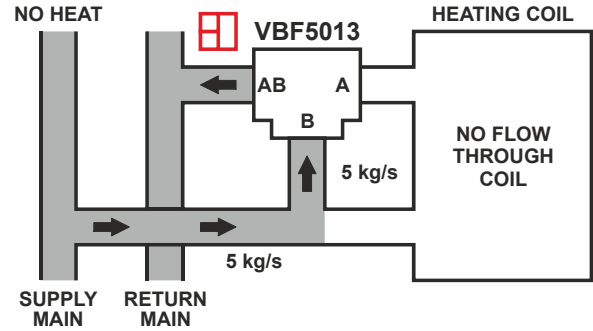 NO HEAT
VBF5013
HEATING COIL
AB
A
B
NO FLOW
THROUGH
COIL
5 kg/s
5 kg/s
SUPPLY
MAIN
RETURN
MAIN